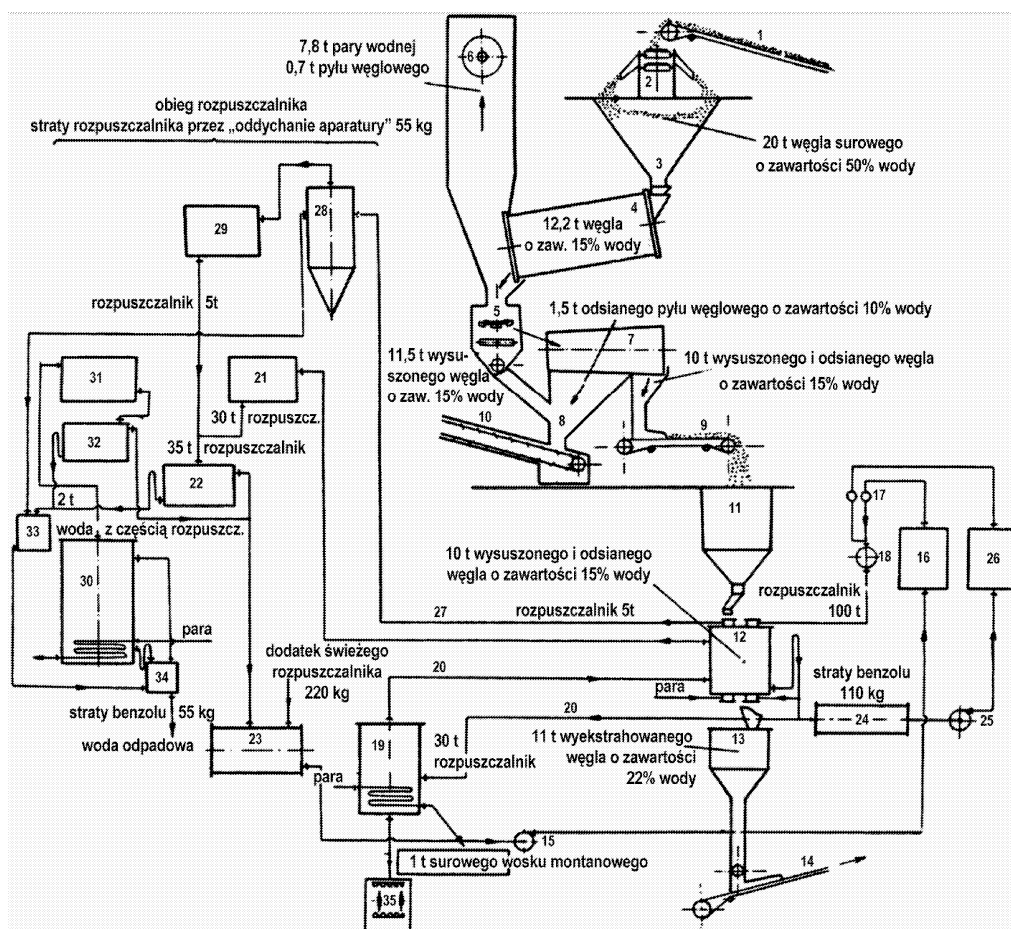 7,8 t pary wodnej
0,7 t pyłu węglowego
6
1
2
obieg rozpuszczalnika
straty rozpuszczalnika przez „oddychanie aparatury” 55 kg
20 t węgla surowego
o zawartości 50% wody
3
4
12,2 t węgla
o zaw. 15% wody
28
29
rozpuszczalnik 5t
5
1,5 t odsianego pyłu węglowego o zawartości 10% wody
7
11,5 t wysu-
szonego węgla
o zaw. 15% wody
10 t wysuszonego i odsianego węgla
o zawartości 15% wody
31
21
30 t rozpuszcz.
10
8
9
32
35 t rozpuszczalnik
22
2 t
33
woda z częścią rozpuszcz.
11
17
16
26
18
10 t wysuszonego i odsianego
węgla o zawartości 15% wody
30
27
rozpuszczalnik 5t
rozpuszczalnik
100 t
12
para
34
dodatek świeżego
rozpuszczalnika
220 kg
20
para
straty benzolu
110 kg
straty benzolu 55 kg
woda odpadowa
23
19
20
30 t
rozpuszczalnik
13
24
25
11 t wyekstrahowanego
węgla o zawartości
22% wody
para
15
1 t surowego wosku montanowego
14
35